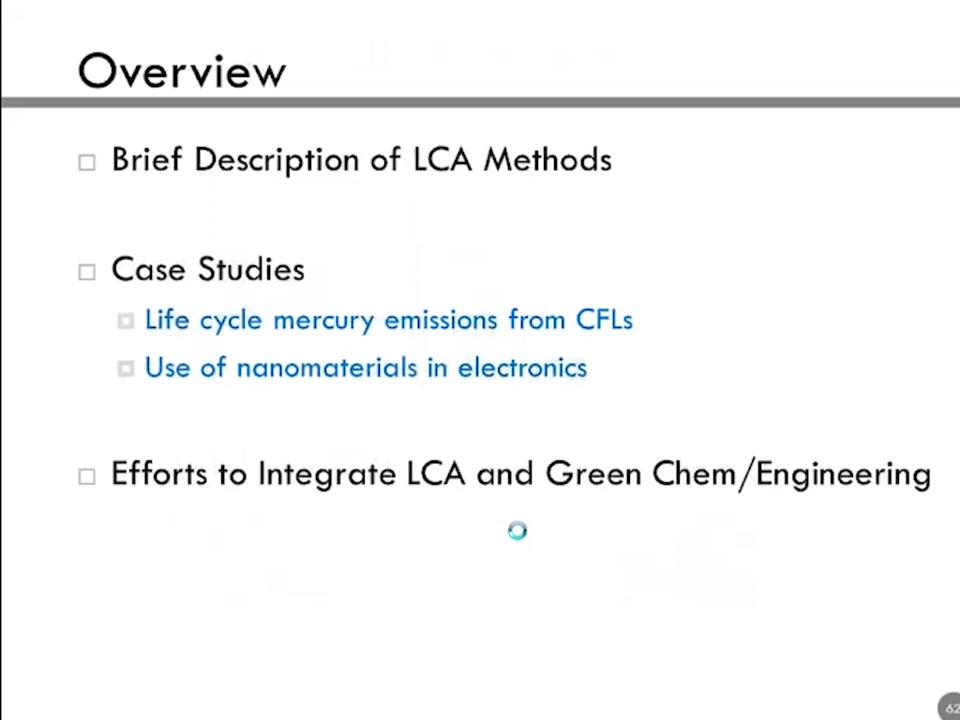 Overview
Brief Description of LCA Methods
Case Studies
Life cycle mercury emissions from CFLs
Use of nanomaterials in electronics
Efforts to Integrate LCA and Green Chem/Engineering
62